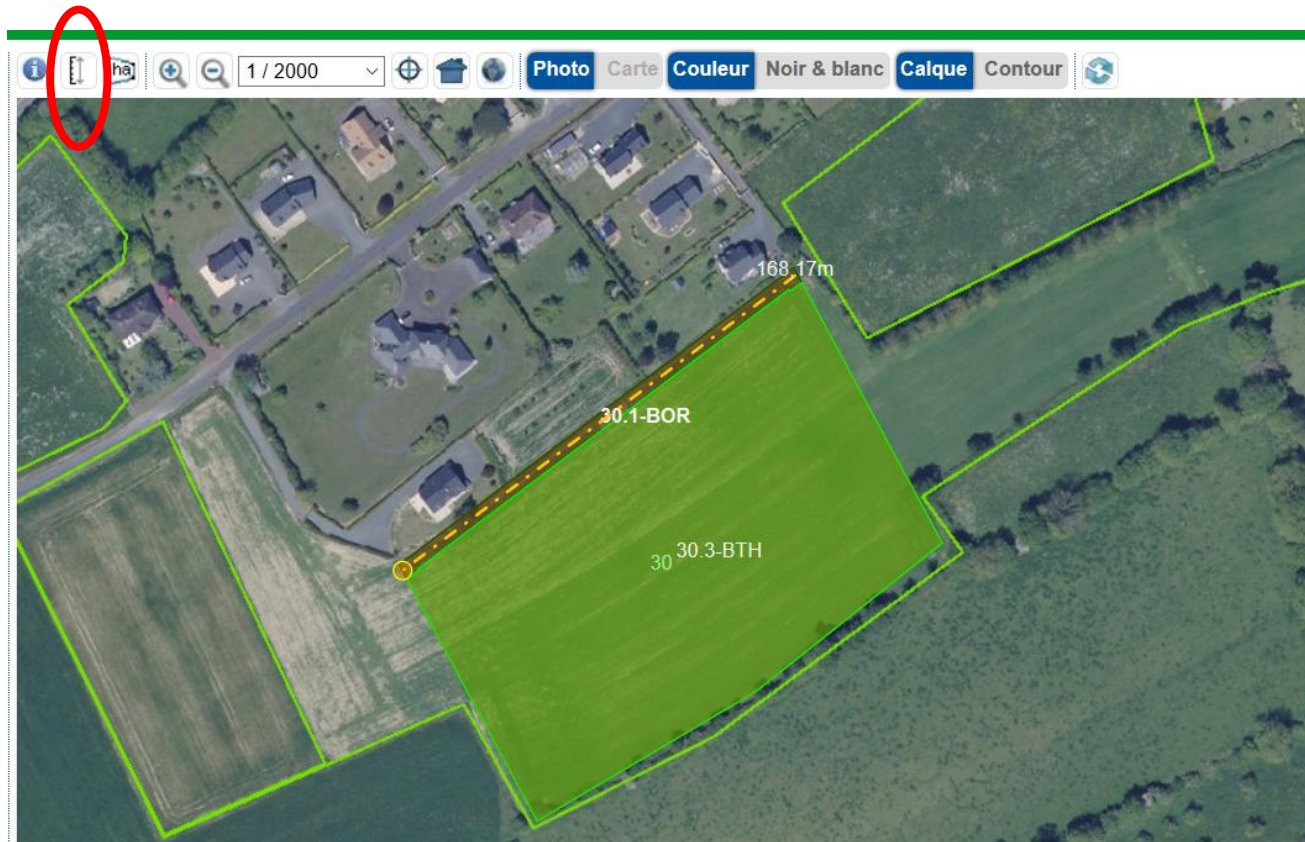 ha
1 / 2000
Photo Carte Couleur Noir & blanc Calque Contour
168,17m
30.1-BOR
30 30.3-BTH